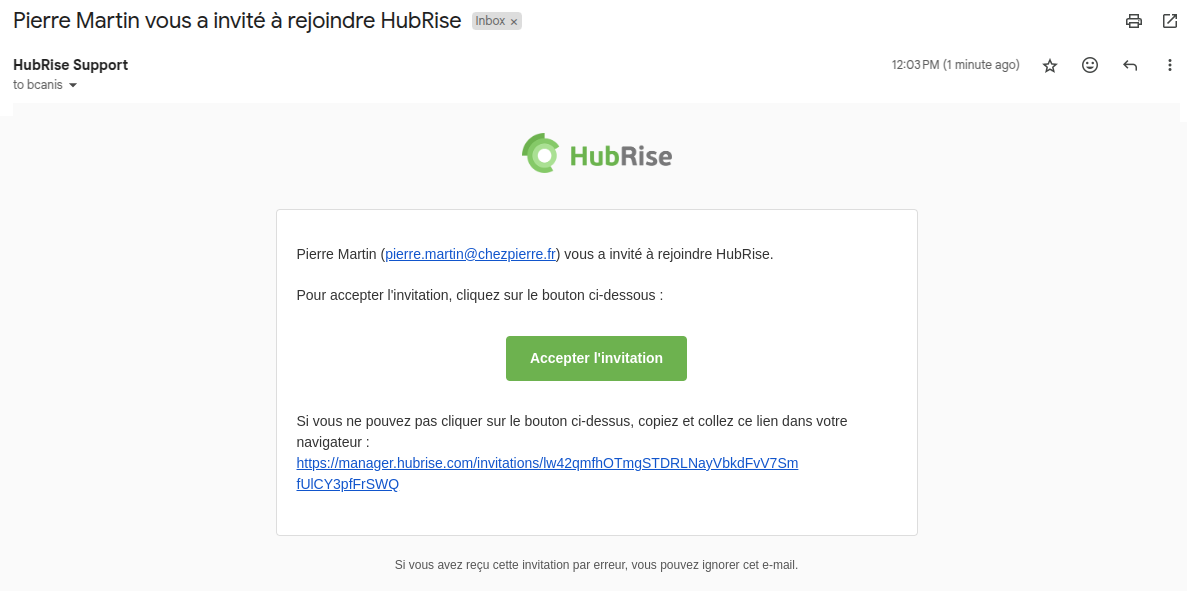 Pierre Martin vous a invité à rejoindre HubRise Inbox ×
HubRise Support
12:03 PM (1 minute ago)
to bcanis
HubRise
Pierre Martin (pierre.martin@chezpierre.fr) vous a invité à rejoindre HubRise.
Pour accepter l'invitation, cliquez sur le bouton ci-dessous :
Accepter l'invitation
Si vous ne pouvez pas cliquer sur le bouton ci-dessus, copiez et collez ce lien dans votre
navigateur :
https://manager.hubrise.com/invitations/lw42qmfhOTmgSTDRLNayVbkdFvV7Sm
fUlCY3pfFrSWQ
Si vous avez reçu cette invitation par erreur, vous pouvez ignorer cet e-mail.